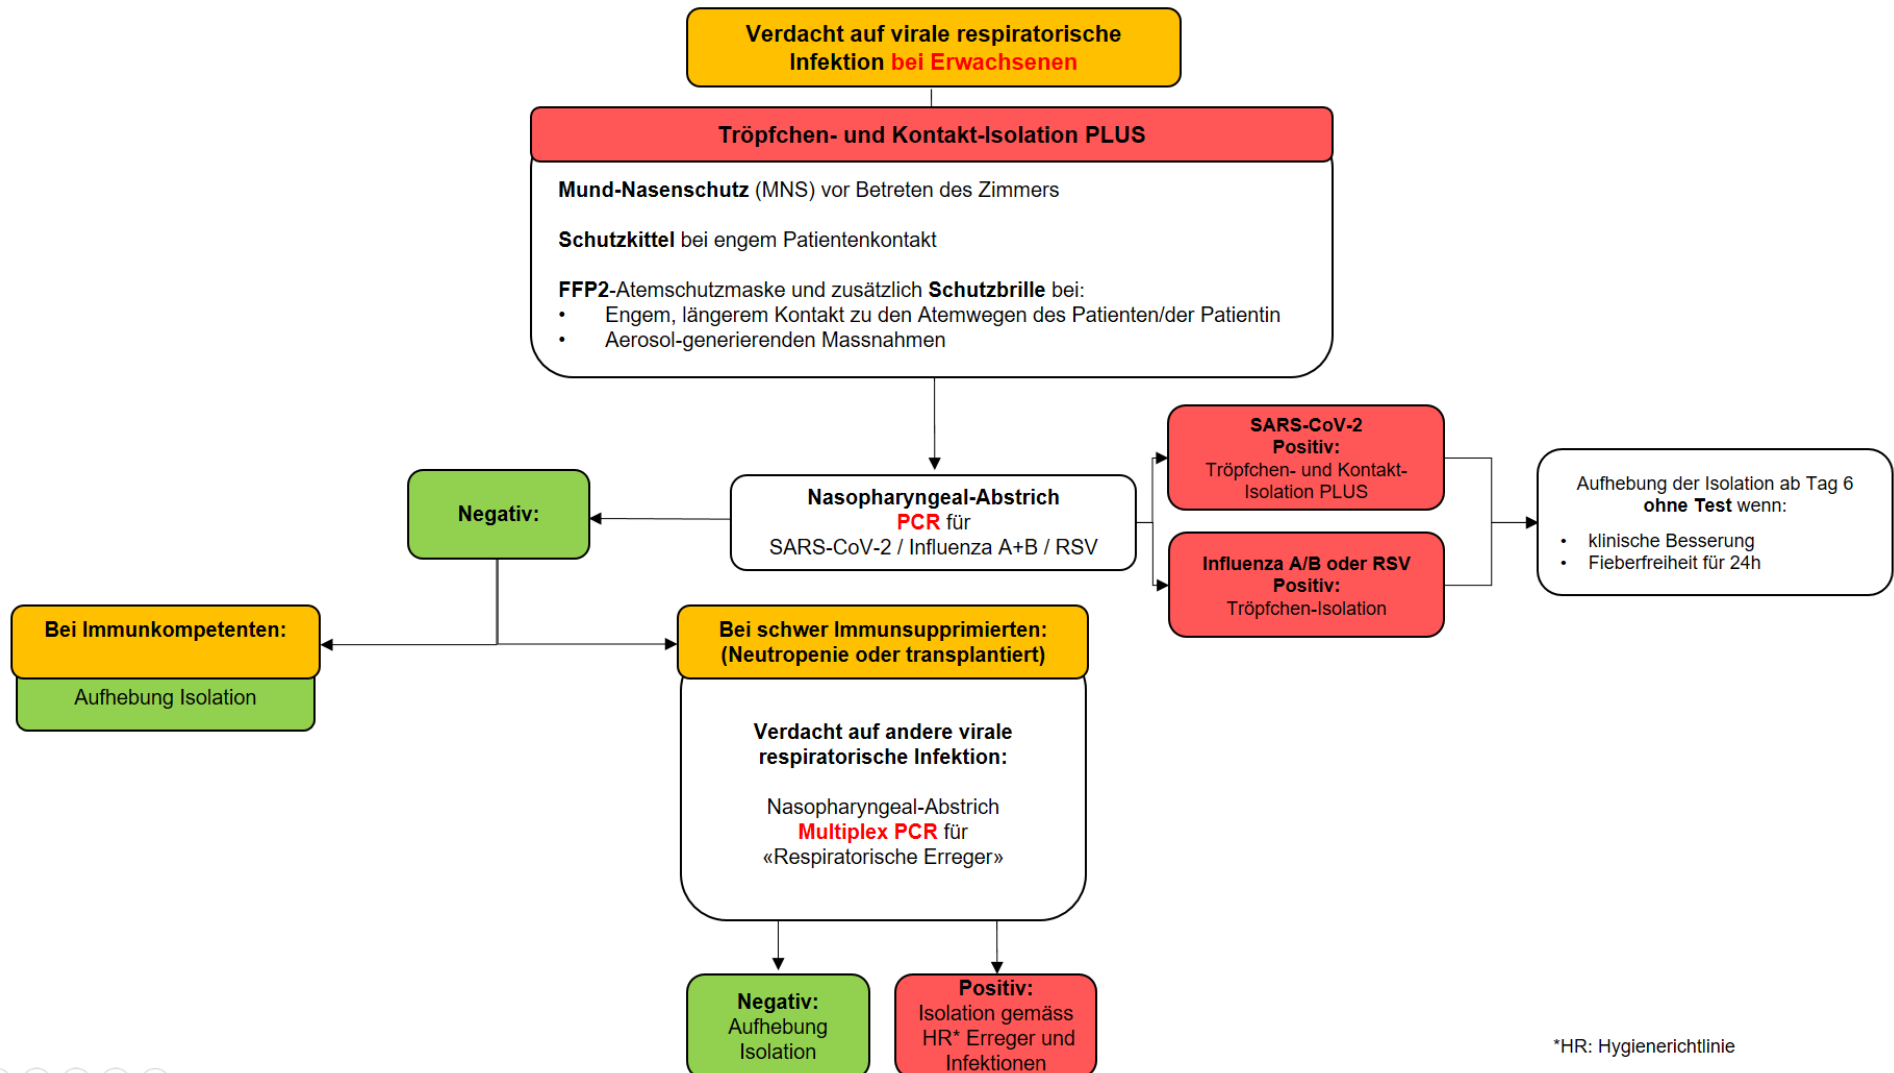 Verdacht auf virale respiratorische
Infektion bei Erwachsenen
Tröpfchen- und Kontakt-Isolation PLUS
Mund-Nasenschutz (MNS) vor Betreten des Zimmers
Schutzkittel bei engem Patientenkontakt
FFP2-Atemschutzmaske und zusätzlich Schutzbrille bei:
• Engem, längerem Kontakt zu den Atemwegen des Patienten/der Patientin
• Aerosol-generierenden Massnahmen
Nasopharyngeal-Abstrich
PCR für
SARS-CoV-2 / Influenza A+B / RSV
SARS-CoV-2
Positiv:
Tröpfchen- und Kontakt-
Isolation PLUS
Influenza A/B oder RSV
Positiv:
Tröpfchen-Isolation
Aufhebung der Isolation ab Tag 6
ohne Test wenn:
• klinische Besserung
• Fieberfreiheit für 24h
Negativ:
Bei Immunkompetenten:
Aufhebung Isolation
Bei schwer Immunsupprimierten:
(Neutropenie oder transplantiert)
Verdacht auf andere virale
respiratorische Infektion:
Nasopharyngeal-Abstrich
Multiplex PCR für
«Respiratorische Erreger»
Negativ:
Aufhebung
Isolation
Positiv:
Isolation gemäss
HR* Erreger und
Infektionen
*HR: Hygienerichtlinie